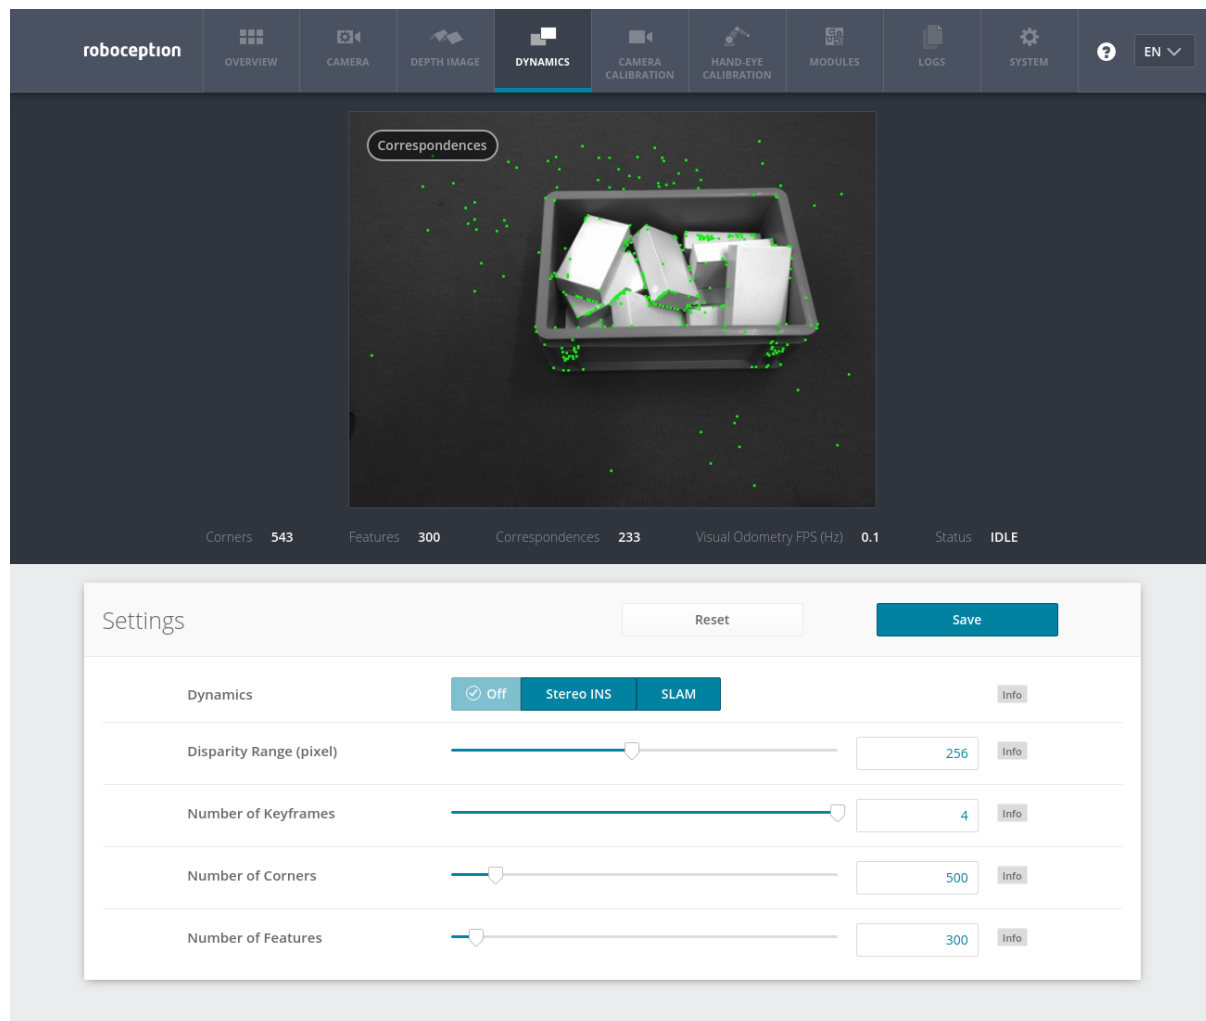 roboception
OVERVIEW
CAMERA
DEPTH IMAGE
DYNAMICS
CAMERA
CALIBRATION
HAND-EYE
CALIBRATION
MODULES
LOGS
SYSTEM
?
EN
Correspondences
Corners 543 Features 300 Correspondences 233 Visual Odometry FPS (Hz) 0.1 Status IDLE
Settings Reset Save
Dynamics Off Stereo INS SLAM Info
Disparity Range (pixel) 256 Info
Number of Keyframes 4 Info
Number of Corners 500 Info
Number of Features 300 Info